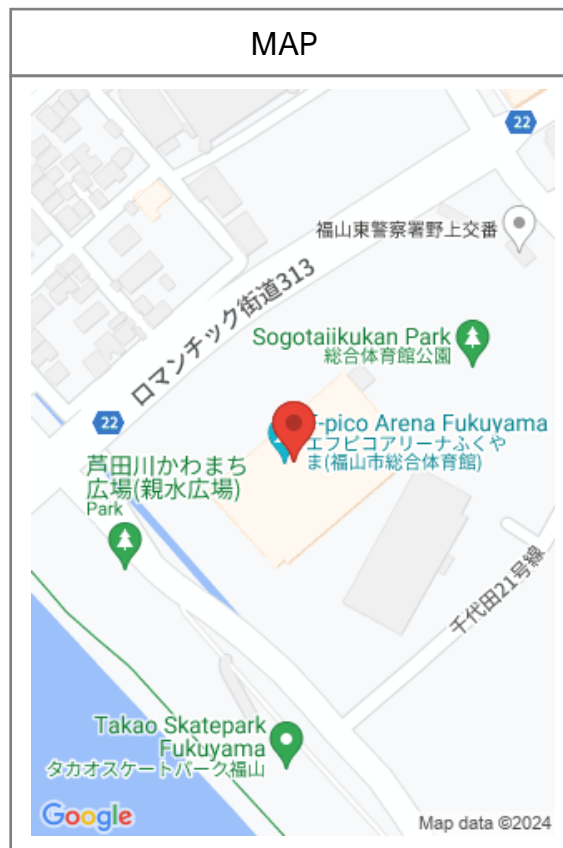 MAP
22
福山東警察署野上交番
ロマンチック街道313
Sogotaiikukan Park
総合体育館公園
22
F-pico Arena Fukuyama
エフピコアリーナふくや
ま(福山市総合体育館)
芦田川かわまち
広場(親水広場)
Park
千代田21号線
Takao Skatepark
Fukuyama
タカオスケートパーク福山
Google
Map data ©2024